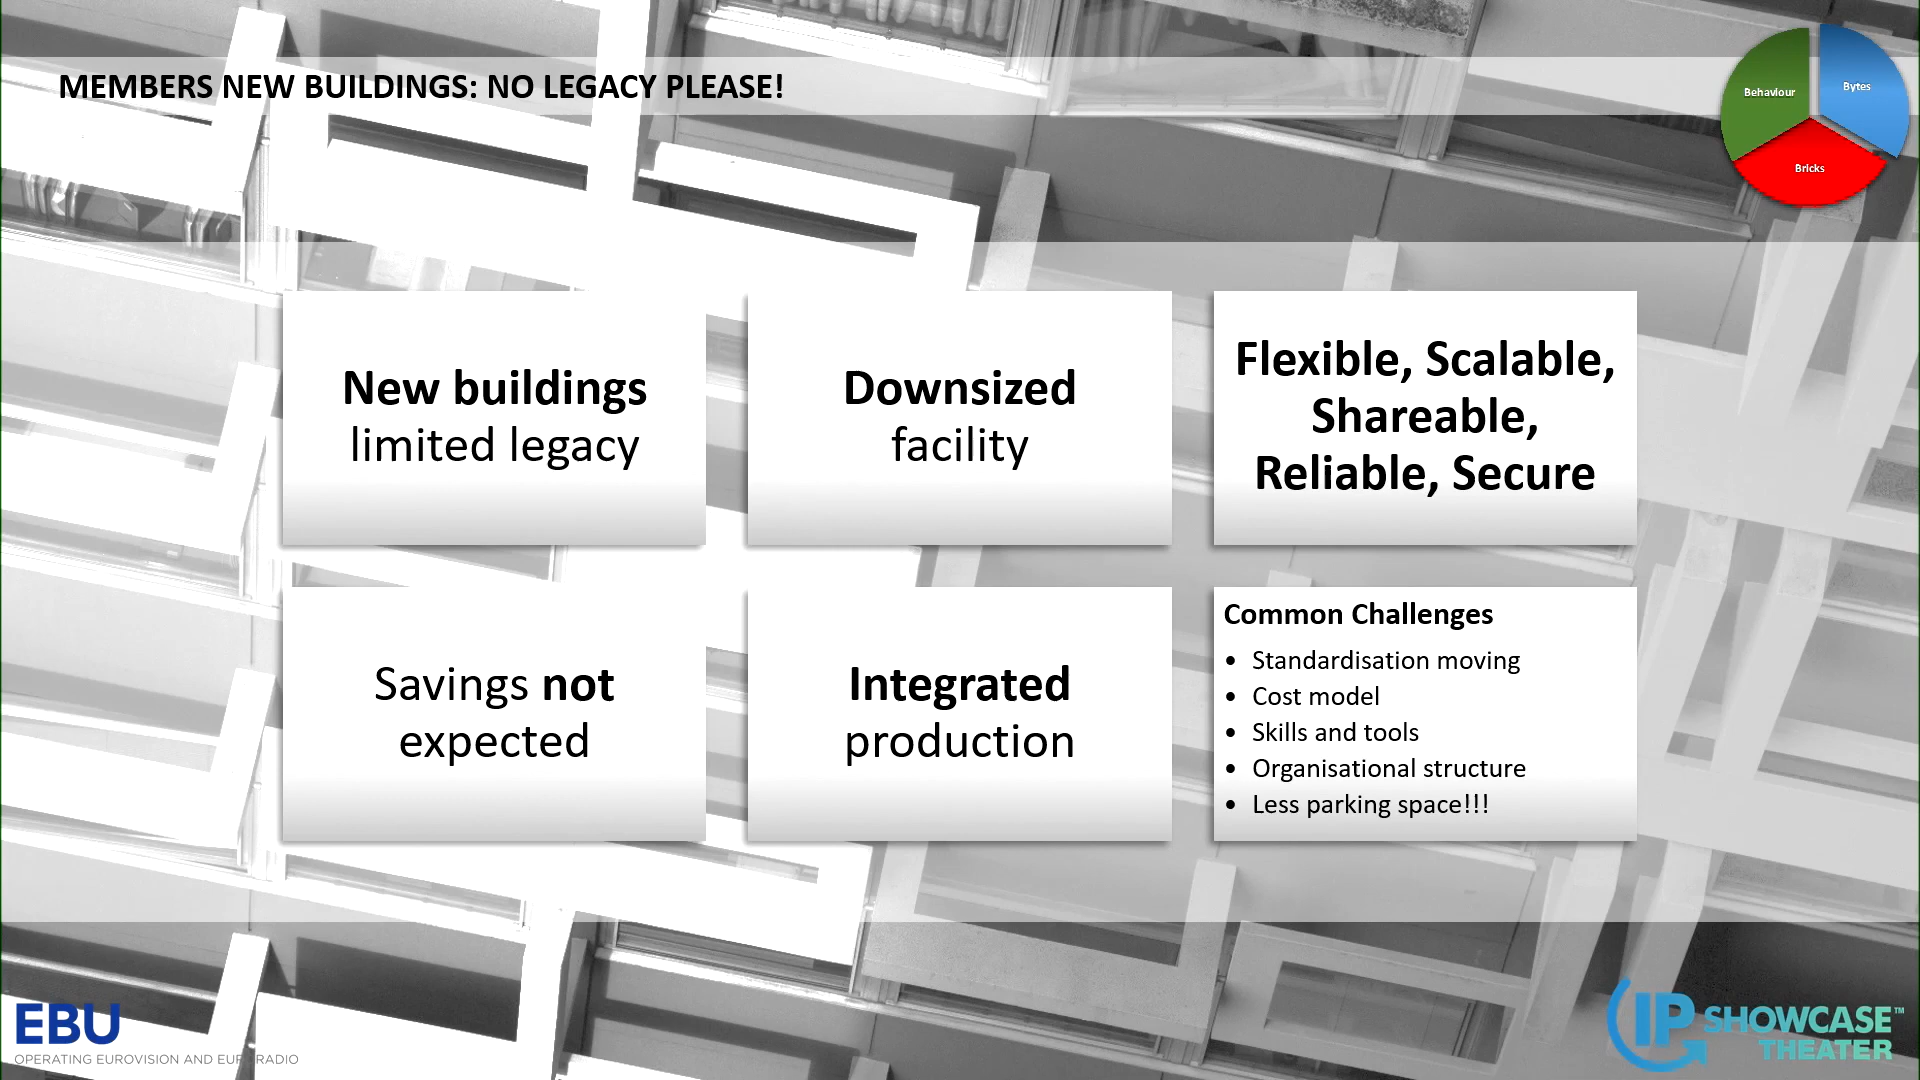 MEMBERS NEW BUILDINGS: NO LEGACY PLEASE!
Behaviour
Bytes
Bricks
New buildings
limited legacy
Downsized
facility
Flexible, Scalable,
Shareable,
Reliable, Secure
Savings not
expected
Integrated
production
Common Challenges
• Standardisation moving
• Cost model
• Skills and tools
• Organisational structure
• Less parking space!!!
EBU
OPERATING EUROVISION AND EURORADIO
IP SHOWCASE™
THEATER